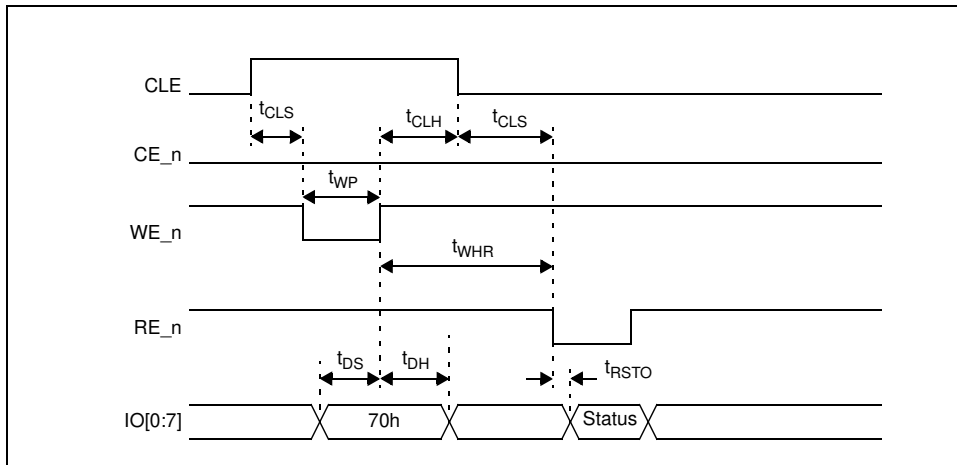 CLE
tCLS tCLH tCLS
CE_n
tWP
WE_n
tWHR
RE_n
tDS tDH tRSTO
IO[0:7] 70h Status